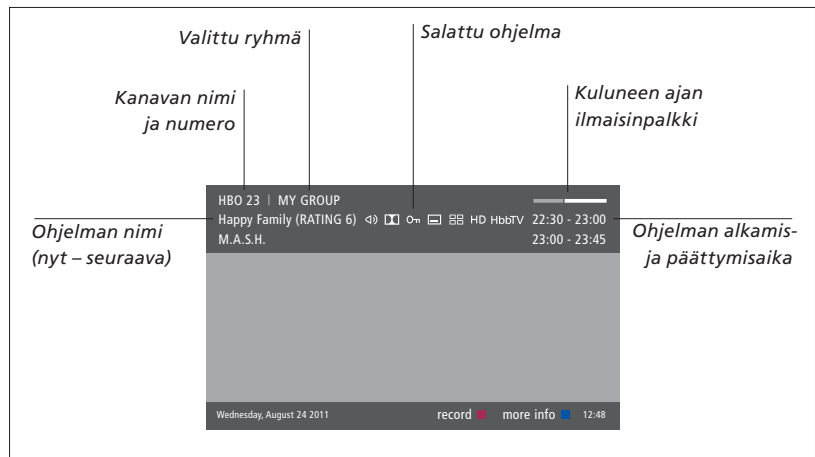 Valittu ryhmä
Salattu ohjelma
Kanavan nimi
ja numero
Kuluneen ajan
ilmaisinpalkki
HBO 23 | MY GROUP
Happy Family (RATING 6) HD HbbTV 22:30 - 23:00
M.A.S.H. 23:00 - 23:45
Ohjelman nimi
(nyt – seuraava)
Ohjelman alkamis-
ja päättymisaika
Wednesday, August 24 2011 record more info 12:48